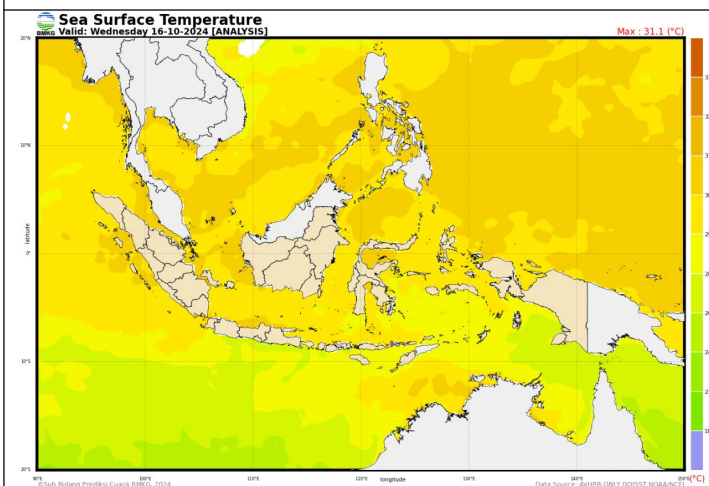 Sea Surface Temperature
BMKG Valid: Wednesday 16-10-2024 [ANALYSIS]
Max : 31.1 (°C)
20°N
10°N
latitude
0°
10°S
20°S
90°E 100°E 110°E 120°E longitude 130°E 140°E 150°E
(°C)
©Sub Bidang Prediksi Cuaca BMKG, 2024
Data Source: AVHRR-ONLY DOISST NOAA/NCEI